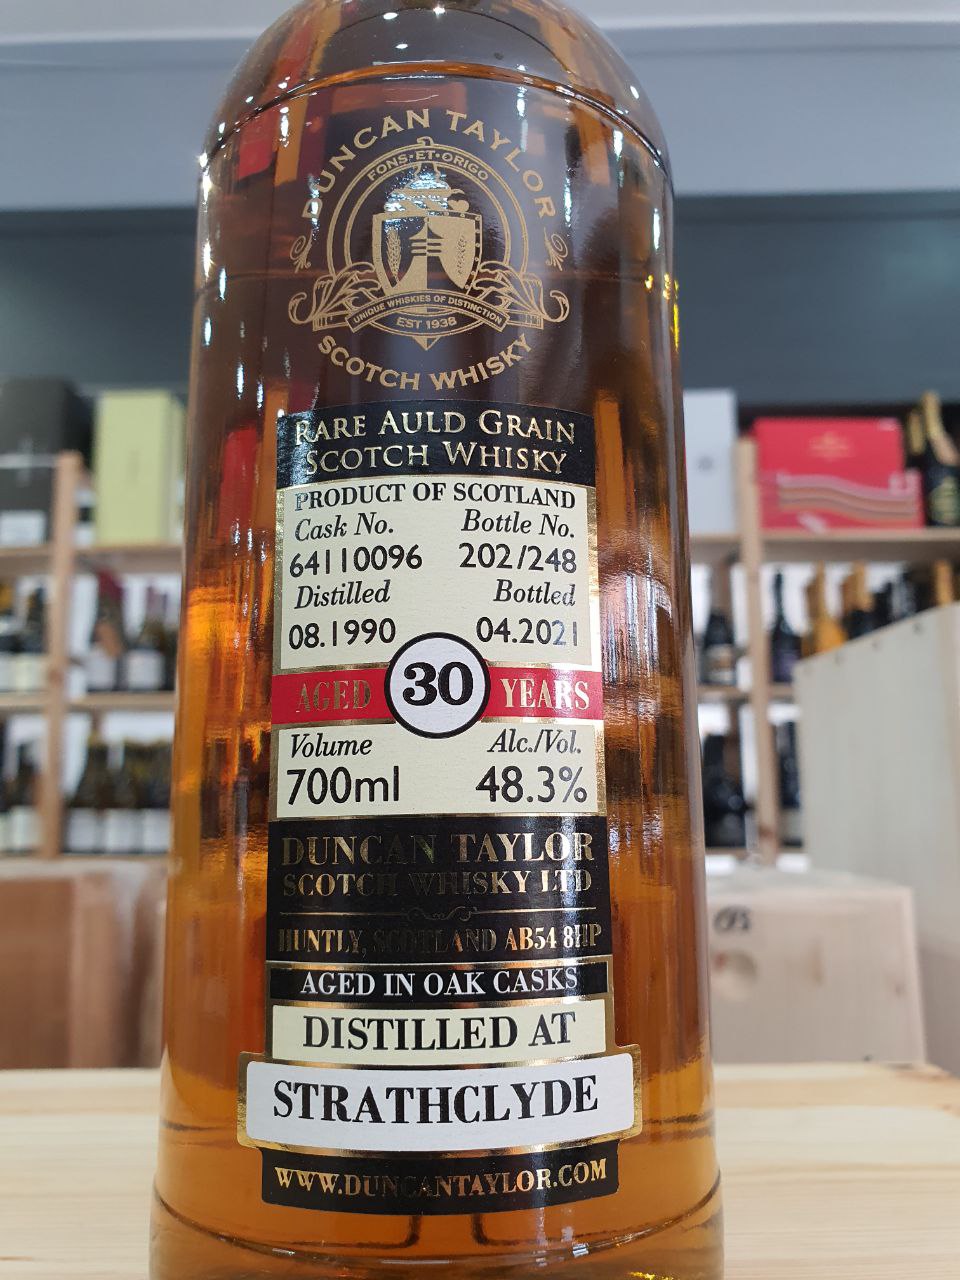 DUNCAN TAYLOR
FONS·ET·ORIGO
UNIQUE WHISKIES OF DISTINCTION
EST 1938
SCOTCH WHISKY
RARE AULD GRAIN
SCOTCH WHISKY
PRODUCT OF SCOTLAND
Cask No. Bottle No.
64110096 202/248
Distilled Bottled
08.1990 04.2021
AGED 30 YEARS
Volume Alc./Vol.
700ml 48.3%
DUNCAN TAYLOR
SCOTCH WHISKY LTD
HUNTLY, SCOTLAND AB54 8HP
AGED IN OAK CASKS
DISTILLED AT
STRATHCLYDE
WWW.DUNCANTAYLOR.COM